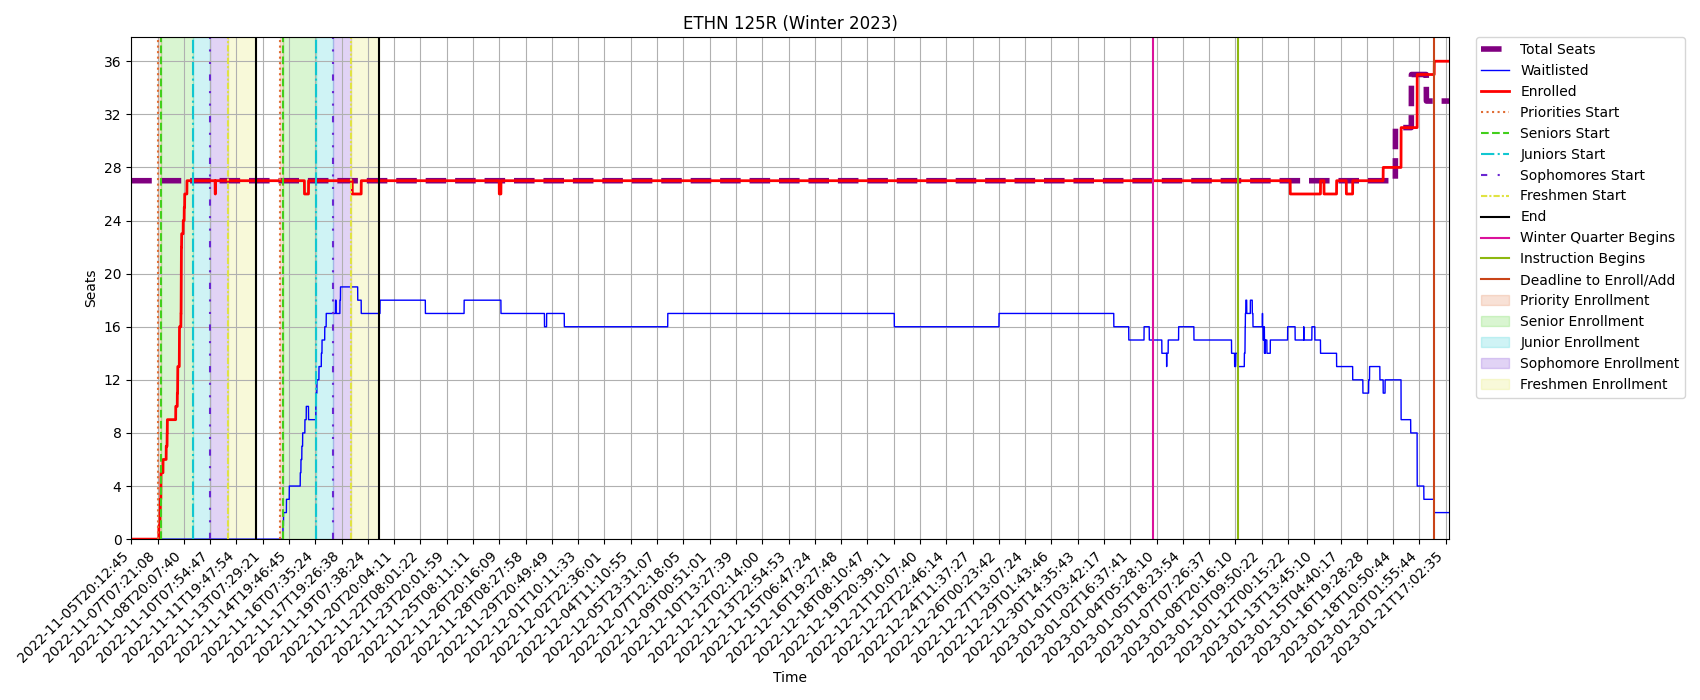 ETHN 125R (Winter 2023)
Seats
36
32
28
24
20
16
12
8
4
0
2022-11-05T20:12:45
2022-11-07T07:21:08
2022-11-08T20:07:40
2022-11-10T07:54:47
2022-11-11T19:47:54
2022-11-13T07:29:21
2022-11-14T19:46:45
2022-11-16T07:35:24
2022-11-17T19:26:38
2022-11-19T07:38:24
2022-11-20T20:04:11
2022-11-22T08:01:22
2022-11-23T20:01:59
2022-11-25T08:11:11
2022-11-26T20:16:09
2022-11-28T08:27:58
2022-11-29T20:49:49
2022-12-01T10:11:33
2022-12-02T22:36:01
2022-12-04T11:10:55
2022-12-05T23:31:07
2022-12-07T12:18:05
2022-12-09T00:51:01
2022-12-10T13:27:39
2022-12-12T02:14:00
2022-12-13T22:54:53
2022-12-15T06:47:24
2022-12-16T19:27:48
2022-12-18T08:10:47
2022-12-19T20:39:11
2022-12-21T10:07:40
2022-12-22T22:46:14
2022-12-24T11:37:27
2022-12-26T00:23:42
2022-12-27T13:07:24
2022-12-29T01:43:46
2022-12-30T14:35:43
2023-01-01T03:42:17
2023-01-02T16:37:41
2023-01-04T05:28:10
2023-01-05T18:23:54
2023-01-07T07:26:37
2023-01-08T20:16:10
2023-01-10T09:50:22
2023-01-12T00:15:22
2023-01-13T13:45:10
2023-01-15T04:40:17
2023-01-16T19:28:28
2023-01-18T10:50:44
2023-01-20T01:55:44
2023-01-21T17:02:35
Time
Total Seats
Waitlisted
Enrolled
Priorities Start
Seniors Start
Juniors Start
Sophomores Start
Freshmen Start
End
Winter Quarter Begins
Instruction Begins
Deadline to Enroll/Add
Priority Enrollment
Senior Enrollment
Junior Enrollment
Sophomore Enrollment
Freshmen Enrollment